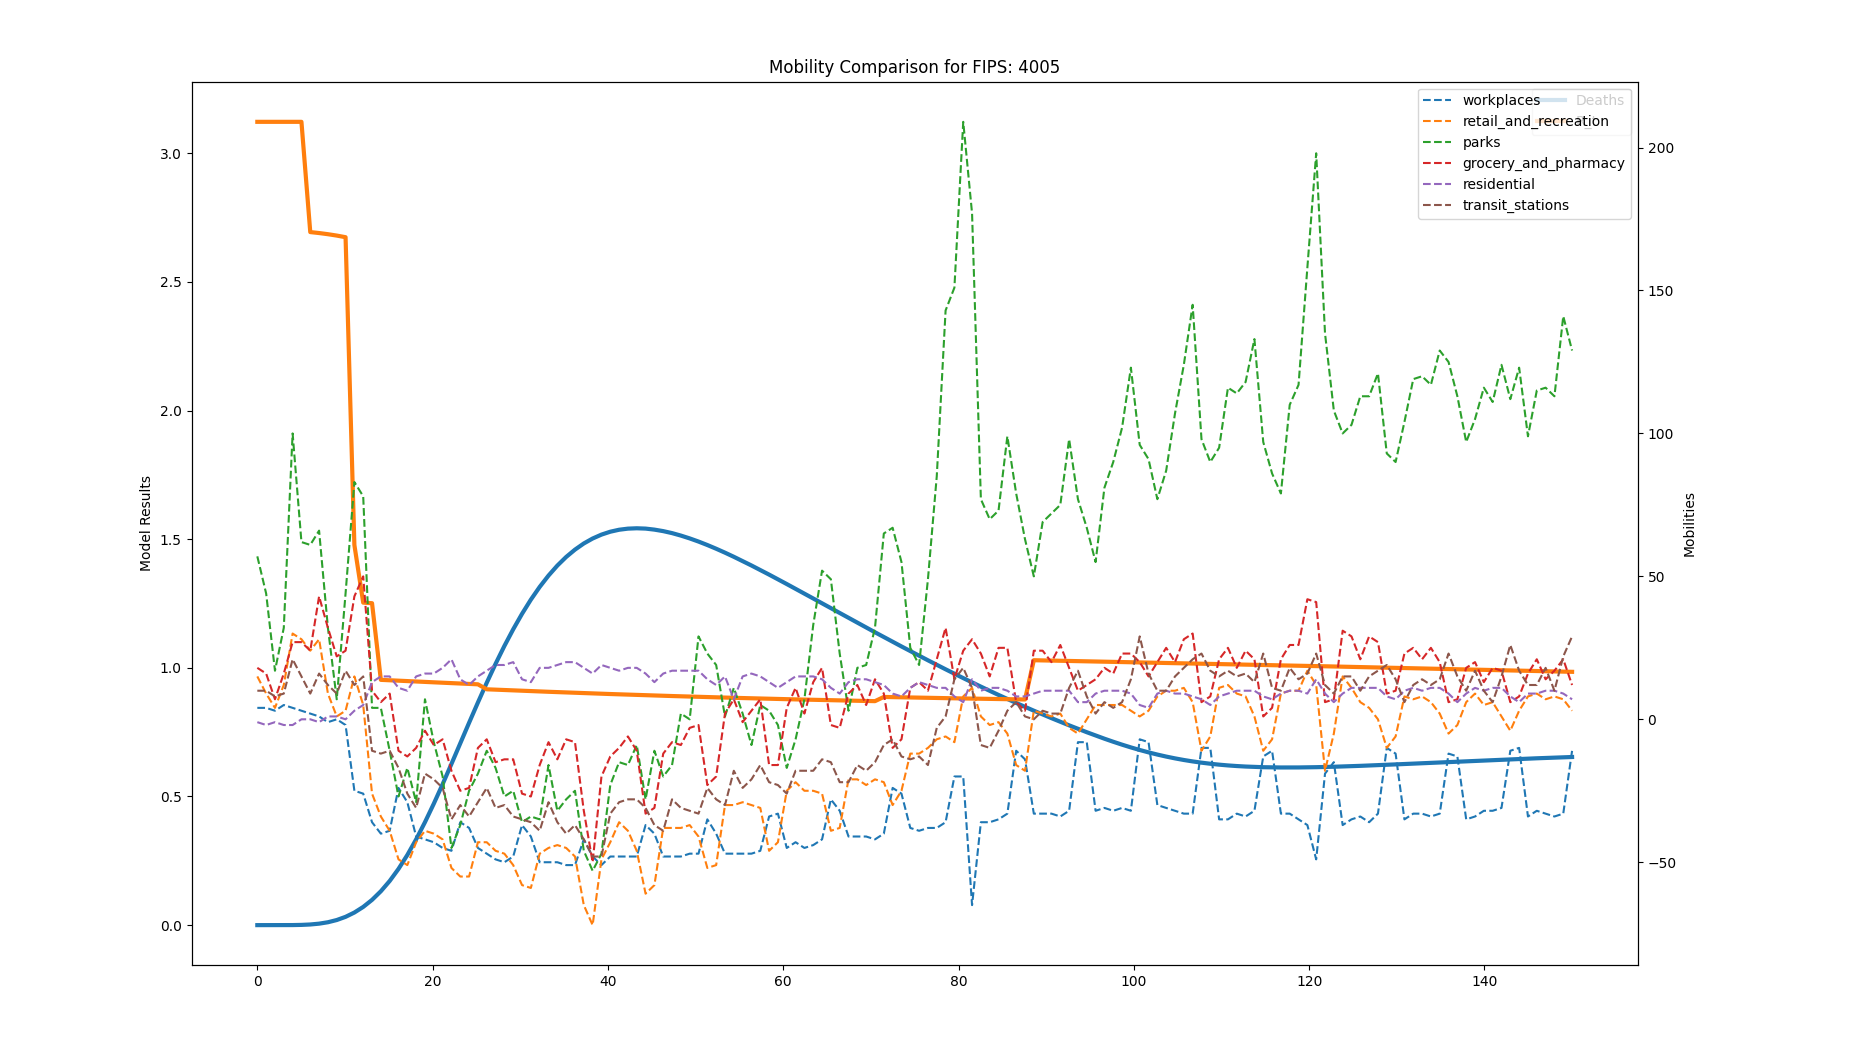 Mobility Comparison for FIPS: 4005
workplaces
retail_and_recreation
parks
grocery_and_pharmacy
residential
transit_stations
Deaths
Model Results
3.0
2.5
2.0
1.5
1.0
0.5
0.0
Mobilities
200
150
100
50
0
−50
0 20 40 60 80 100 120 140